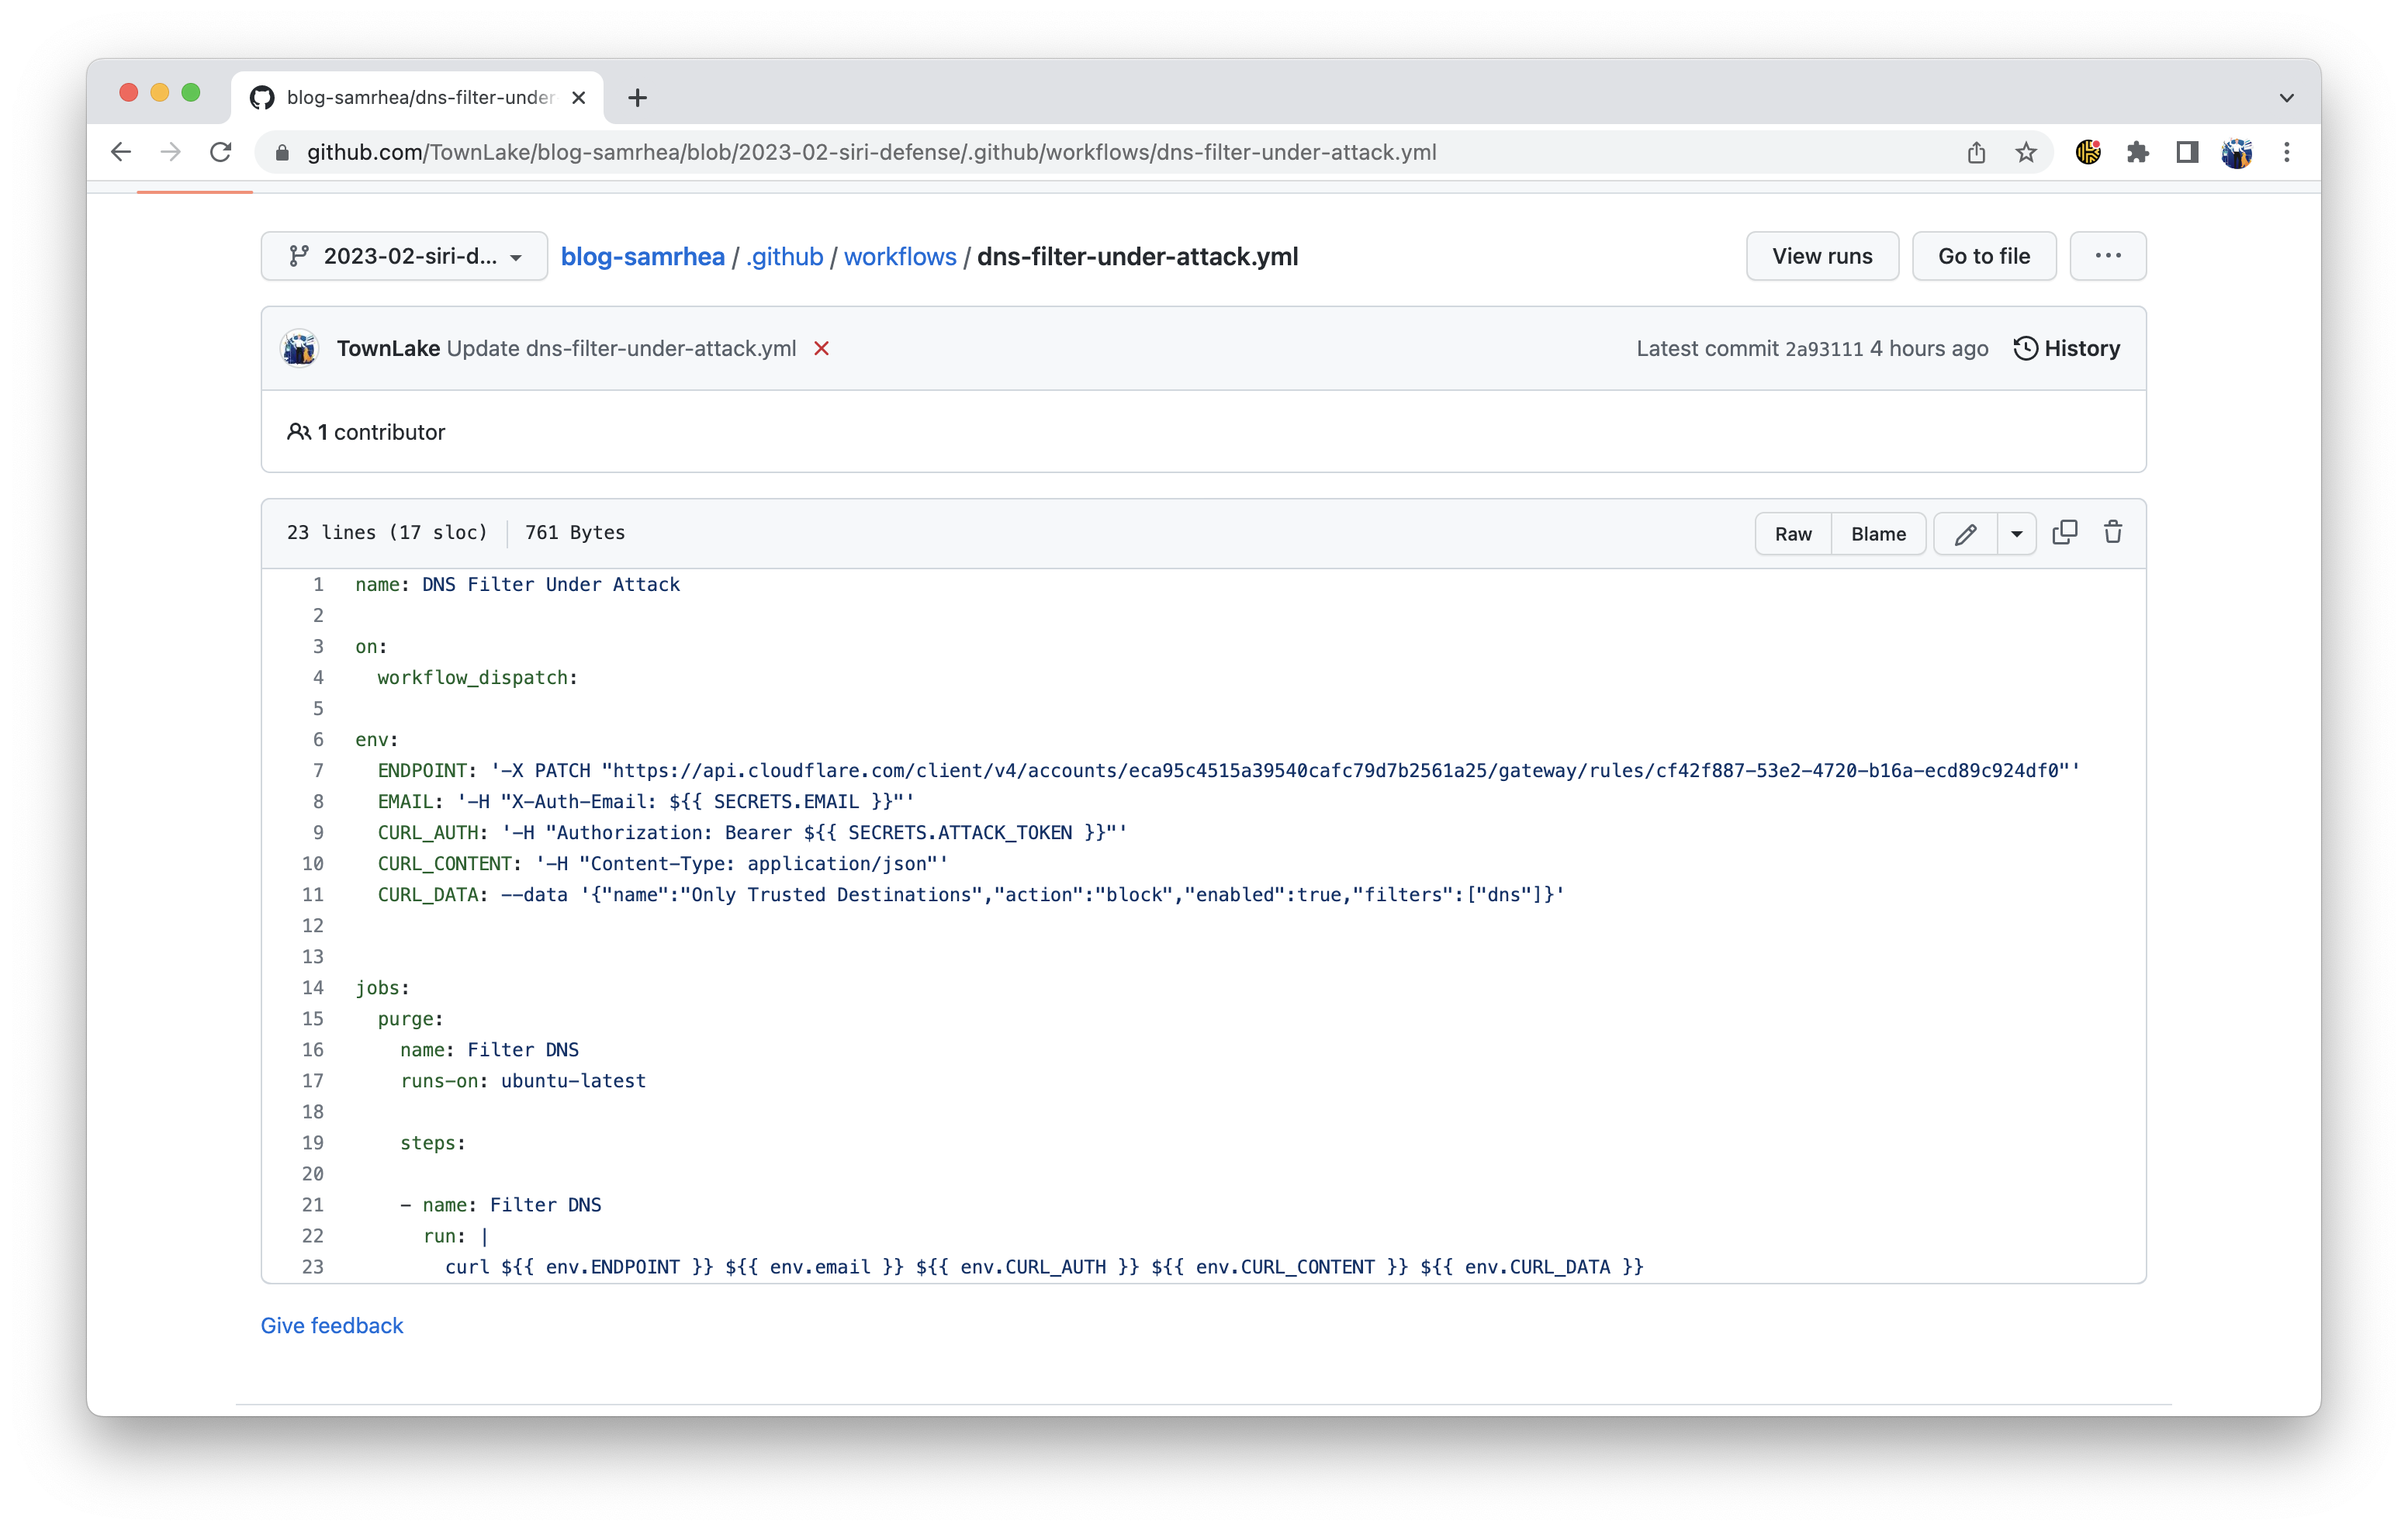 blog-samrhea/dns-filter-under
github.com/TownLake/blog-samrhea/blob/2023-02-siri-defense/.github/workflows/dns-filter-under-attack.yml
2023-02-siri-d... blog-samrhea / .github / workflows / dns-filter-under-attack.yml View runs Go to file ...
TownLake Update dns-filter-under-attack.yml Latest commit 2a93111 4 hours ago History
1 contributor
23 lines (17 sloc) 761 Bytes Raw Blame
1 name: DNS Filter Under Attack
2
3 on:
4   workflow_dispatch:
5
6 env:
7   ENDPOINT: '-X PATCH "https://api.cloudflare.com/client/v4/accounts/eca95c4515a39540cafc79d7b2561a25/gateway/rules/cf42f887-53e2-4720-b16a-ecd89c924df0"'
8   EMAIL: '-H "X-Auth-Email: ${{ SECRETS.EMAIL }}"'
9   CURL_AUTH: '-H "Authorization: Bearer ${{ SECRETS.ATTACK_TOKEN }}"'
10   CURL_CONTENT: '-H "Content-Type: application/json"'
11   CURL_DATA: --data '{"name":"Only Trusted Destinations","action":"block","enabled":true,"filters":["dns"]}'
12
13
14 jobs:
15   purge:
16     name: Filter DNS
17     runs-on: ubuntu-latest
18
19     steps:
20
21     - name: Filter DNS
22       run: |
23         curl ${{ env.ENDPOINT }} ${{ env.email }} ${{ env.CURL_AUTH }} ${{ env.CURL_CONTENT }} ${{ env.CURL_DATA }}
Give feedback